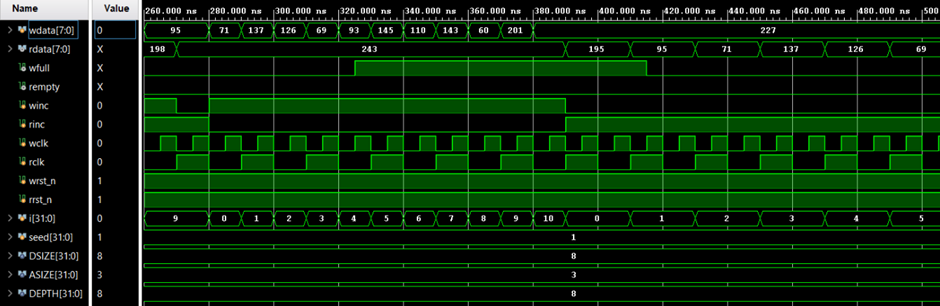 Name Value 260.000 ns 280.000 ns 300.000 ns 320.000 ns 340.000 ns 360.000 ns 380.000 ns 400.000 ns 420.000 ns 440.000 ns 460.000 ns 480.000 ns 500
wdata[7:0] 0 95 71 137 126 69 93 145 110 143 60 201 227
rdata[7:0] X 198 243 195 95 71 137 126 69
wfull X
rempty X
winc 0
rinc 0
wclk 0
rclk 0
wrst_n 1
rrst_n 1
i[31:0] 0 9 0 1 2 3 4 5 6 7 8 9 10 0 1 2 3 4 5
seed[31:0] 1 1
DSIZE[31:0] 8 8
ASIZE[31:0] 3 3
DEPTH[31:0] 8 8